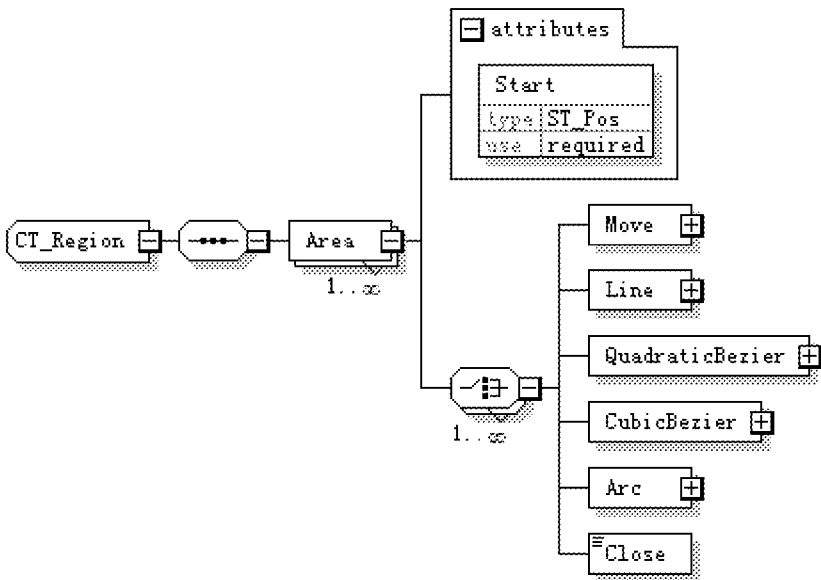 attributes
Start
type ST_Pos
use required
CT_Region
Area
1..∞
1..∞
Move
Line
QuadraticBezier
CubicBezier
Arc
Close